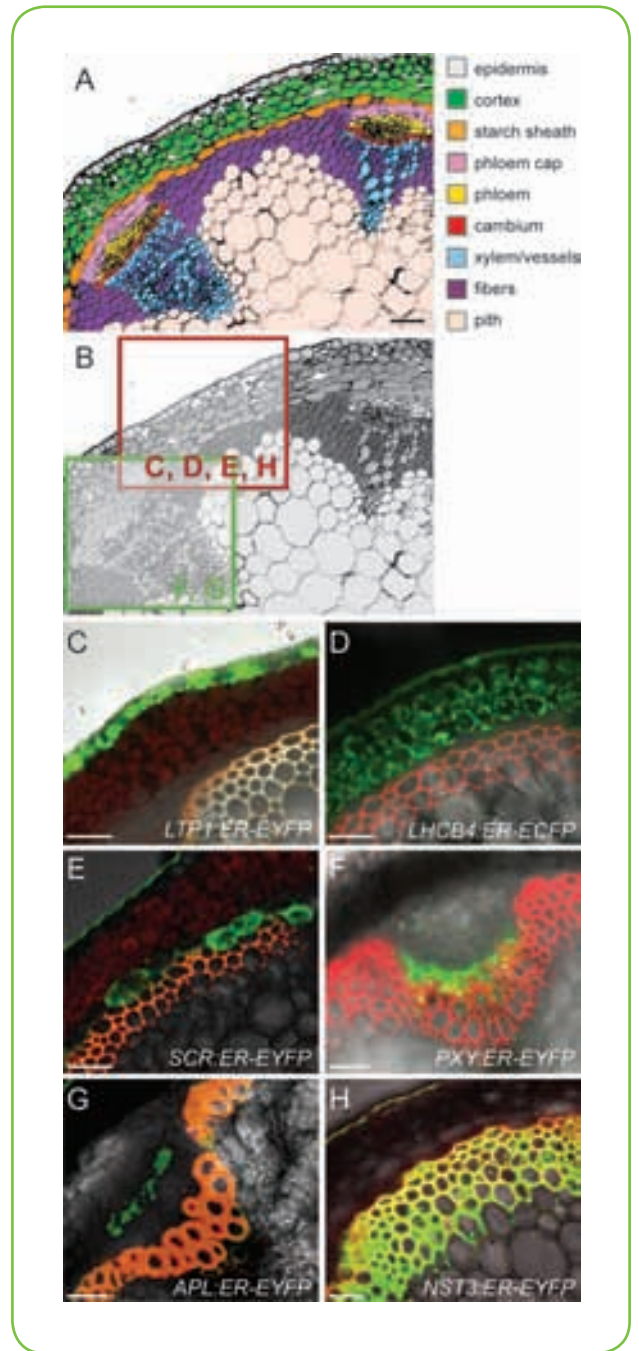 A
epidermis
cortex
starch sheath
phloem cap
phloem
cambium
xylem/vessels
fibers
pith
B
C, D, E, H
C
LTP1:ER-EYFP
D
LHCB4:ER-ECFP
E
SCR:ER-EYFP
F
PXY:ER-EYFP
G
APL:ER-EYFP
H
NST3:ER-EYFP